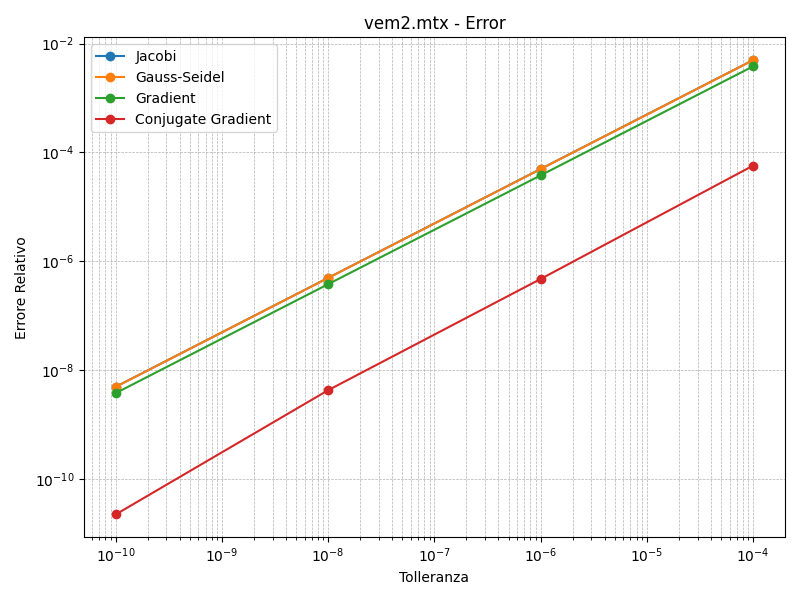 vem2.mtx - Error
Jacobi
Gauss-Seidel
Gradient
Conjugate Gradient
Errore Relativo
10⁻²
10⁻⁴
10⁻⁶
10⁻⁸
10⁻¹⁰
10⁻¹⁰ 10⁻⁹ 10⁻⁸ 10⁻⁷ 10⁻⁶ 10⁻⁵ 10⁻⁴
Tolleranza